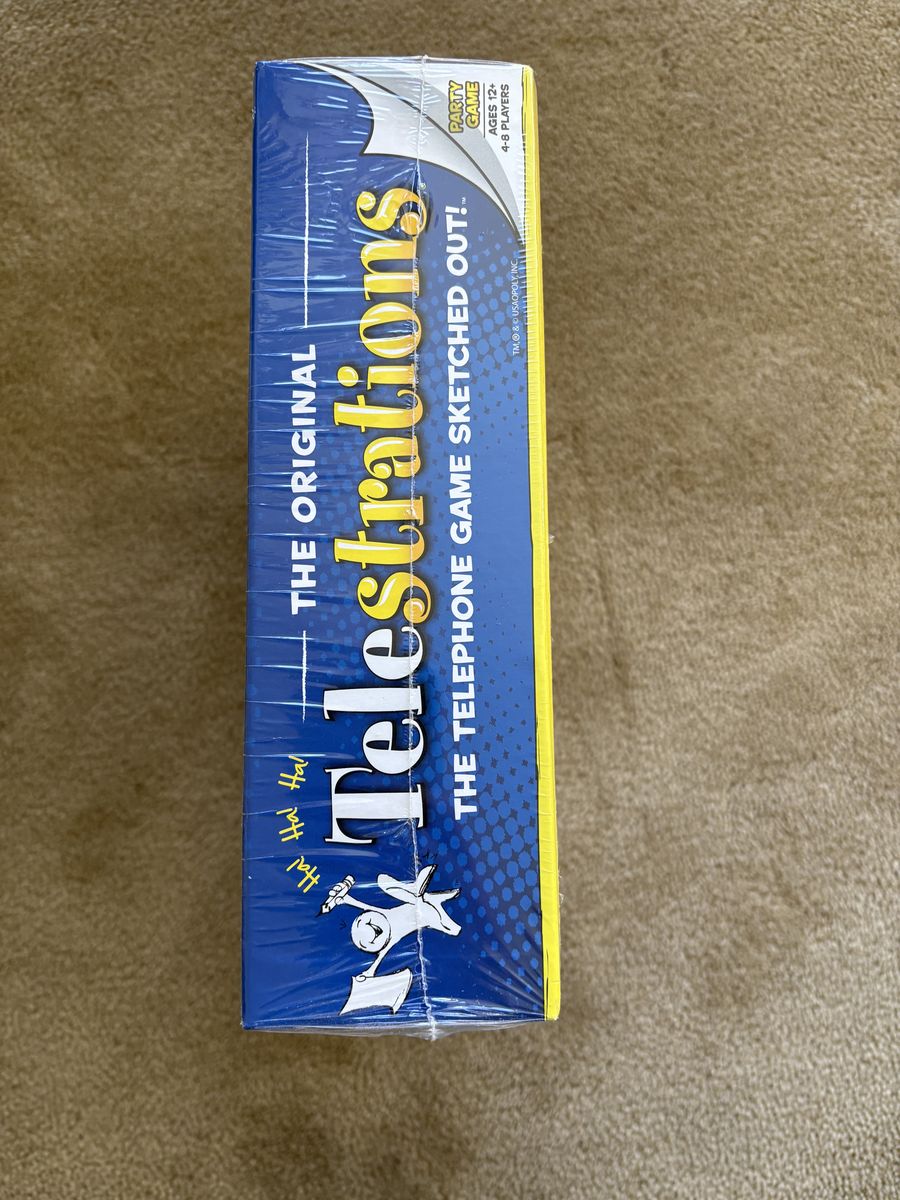 Ha! Ha! Ha!
THE ORIGINAL
Telestrations®
THE TELEPHONE GAME SKETCHED OUT!™
PARTY
GAME
AGES 12+
4-8 PLAYERS
TM, ® & © USAOPOLY, INC.